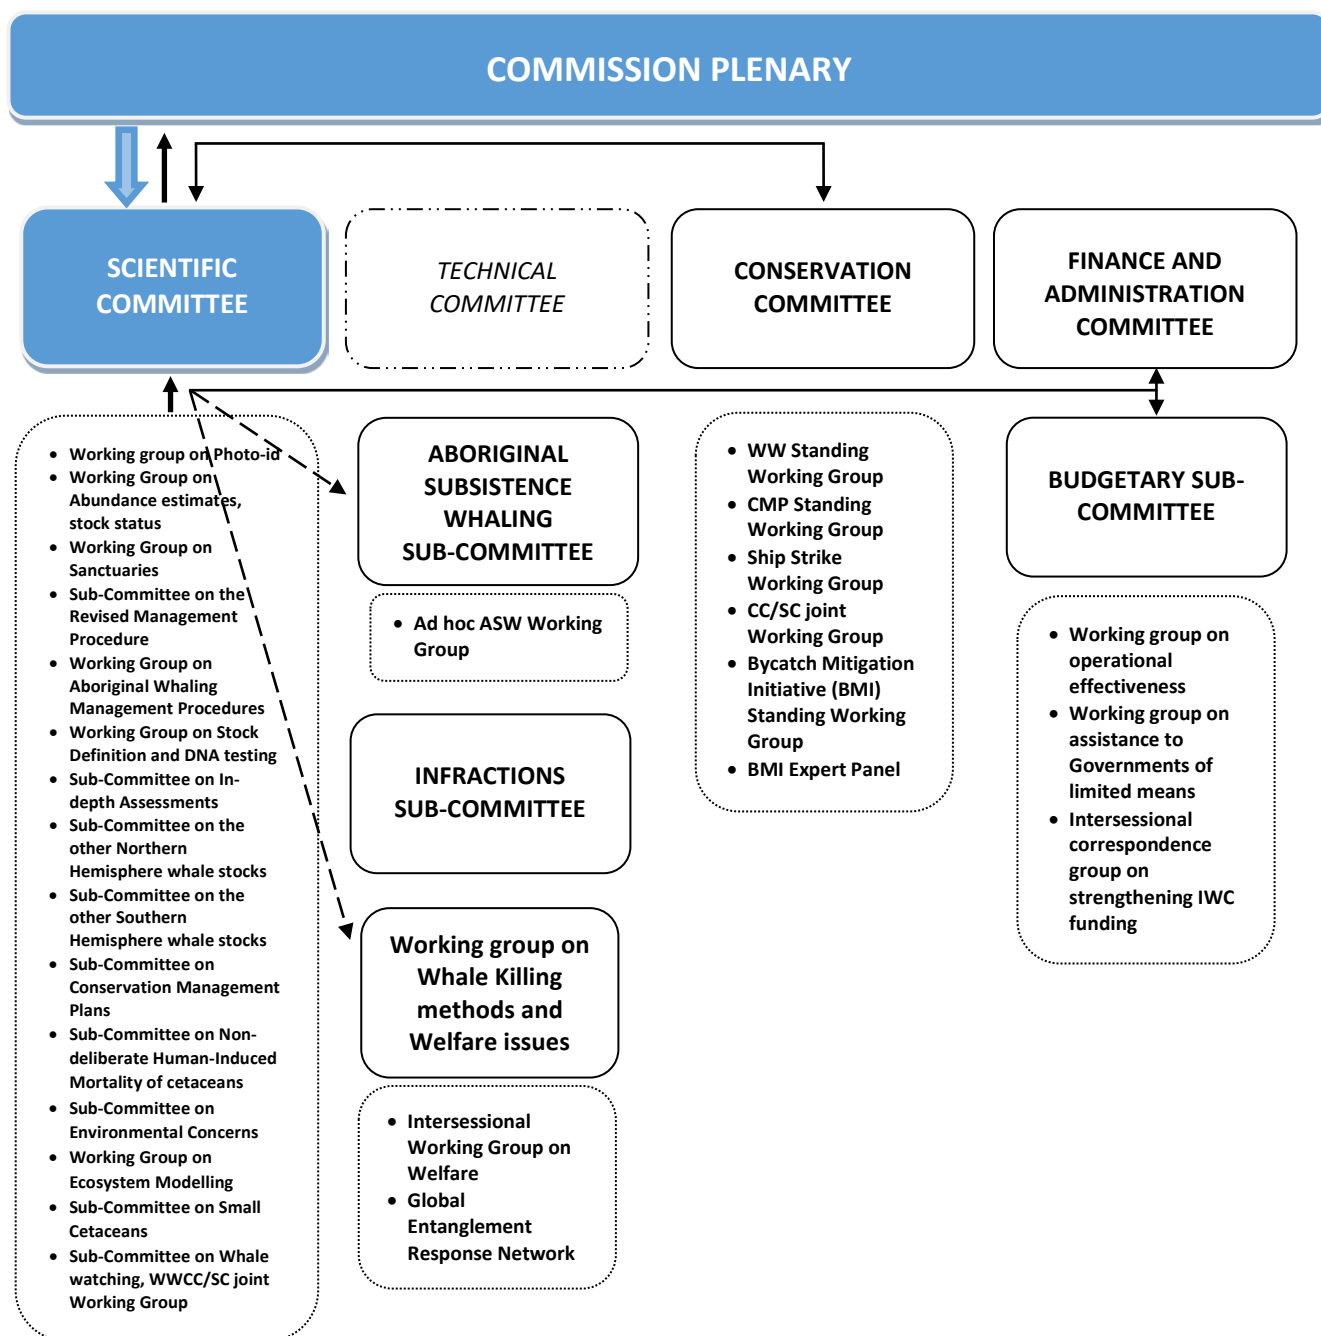 COMMISSION PLENARY
SCIENTIFIC
COMMITTEE
TECHNICAL
COMMITTEE
CONSERVATION
COMMITTEE
FINANCE AND
ADMINISTRATION
COMMITTEE
• Working group on Photo-id
• Working Group on
Abundance estimates,
stock status
• Working Group on
Sanctuaries
• Sub-Committee on the
Revised Management
Procedure
• Working Group on
Aboriginal Whaling
Management Procedures
• Working Group on Stock
Definition and DNA testing
• Sub-Committee on In-
depth Assessments
• Sub-Committee on the
other Northern
Hemisphere whale stocks
• Sub-Committee on the
other Southern
Hemisphere whale stocks
• Sub-Committee on
Conservation Management
Plans
• Sub-Committee on Non-
deliberate Human-Induced
Mortality of cetaceans
• Sub-Committee on
Environmental Concerns
• Working Group on
Ecosystem Modelling
• Sub-Committee on Small
Cetaceans
• Sub-Committee on Whale
watching, WWCC/SC joint
Working Group
ABORIGINAL
SUBSISTENCE
WHALING
SUB-COMMITTEE
• Ad hoc ASW Working
Group
INFRACTIONS
SUB-COMMITTEE
Working group on
Whale Killing
methods and
Welfare issues
• Intersessional
Working Group on
Welfare
• Global
Entanglement
Response Network
• WW Standing
Working Group
• CMP Standing
Working Group
• Ship Strike
Working Group
• CC/SC joint
Working Group
• Bycatch Mitigation
Initiative (BMI)
Standing Working
Group
• BMI Expert Panel
BUDGETARY SUB-
COMMITTEE
• Working group on
operational
effectiveness
• Working group on
assistance to
Governments of
limited means
• Intersessional
correspondence
group on
strengthening IWC
funding